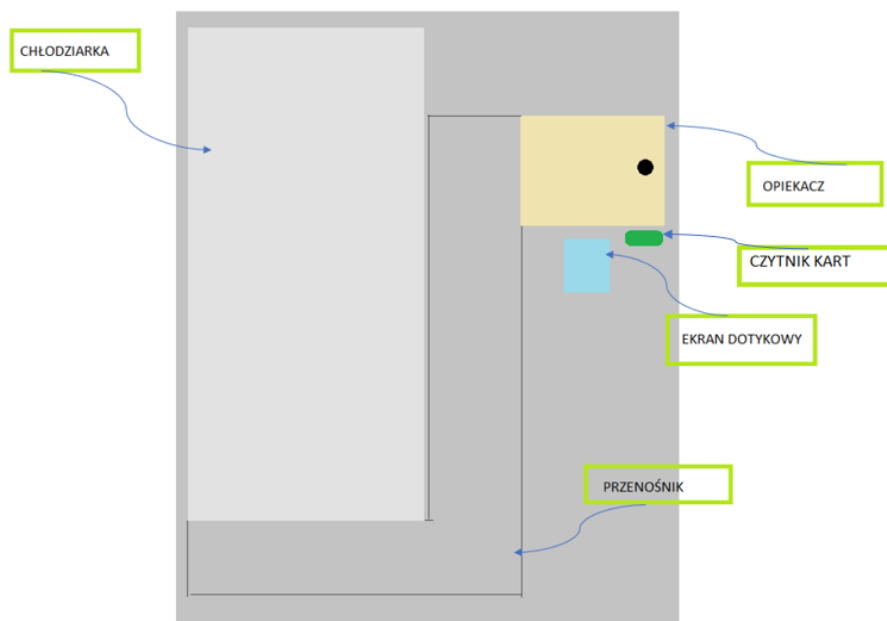 CHŁODZIARKA
OPIEKACZ
CZYTNIK KART
EKRAN DOTYKOWY
PRZENOŚNIK